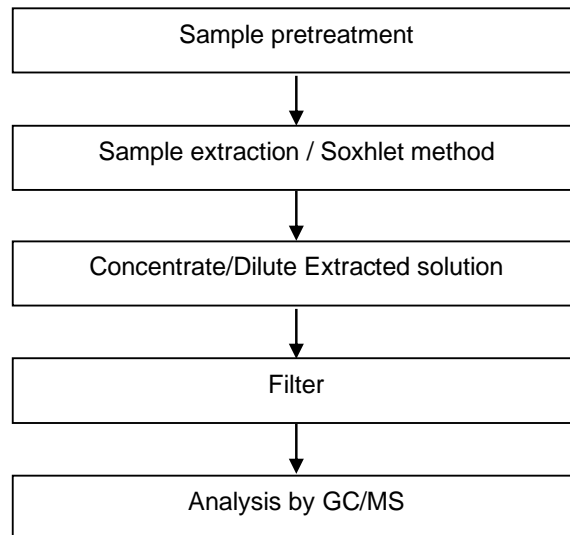 Sample pretreatment
Sample extraction / Soxhlet method
Concentrate/Dilute Extracted solution
Filter
Analysis by GC/MS